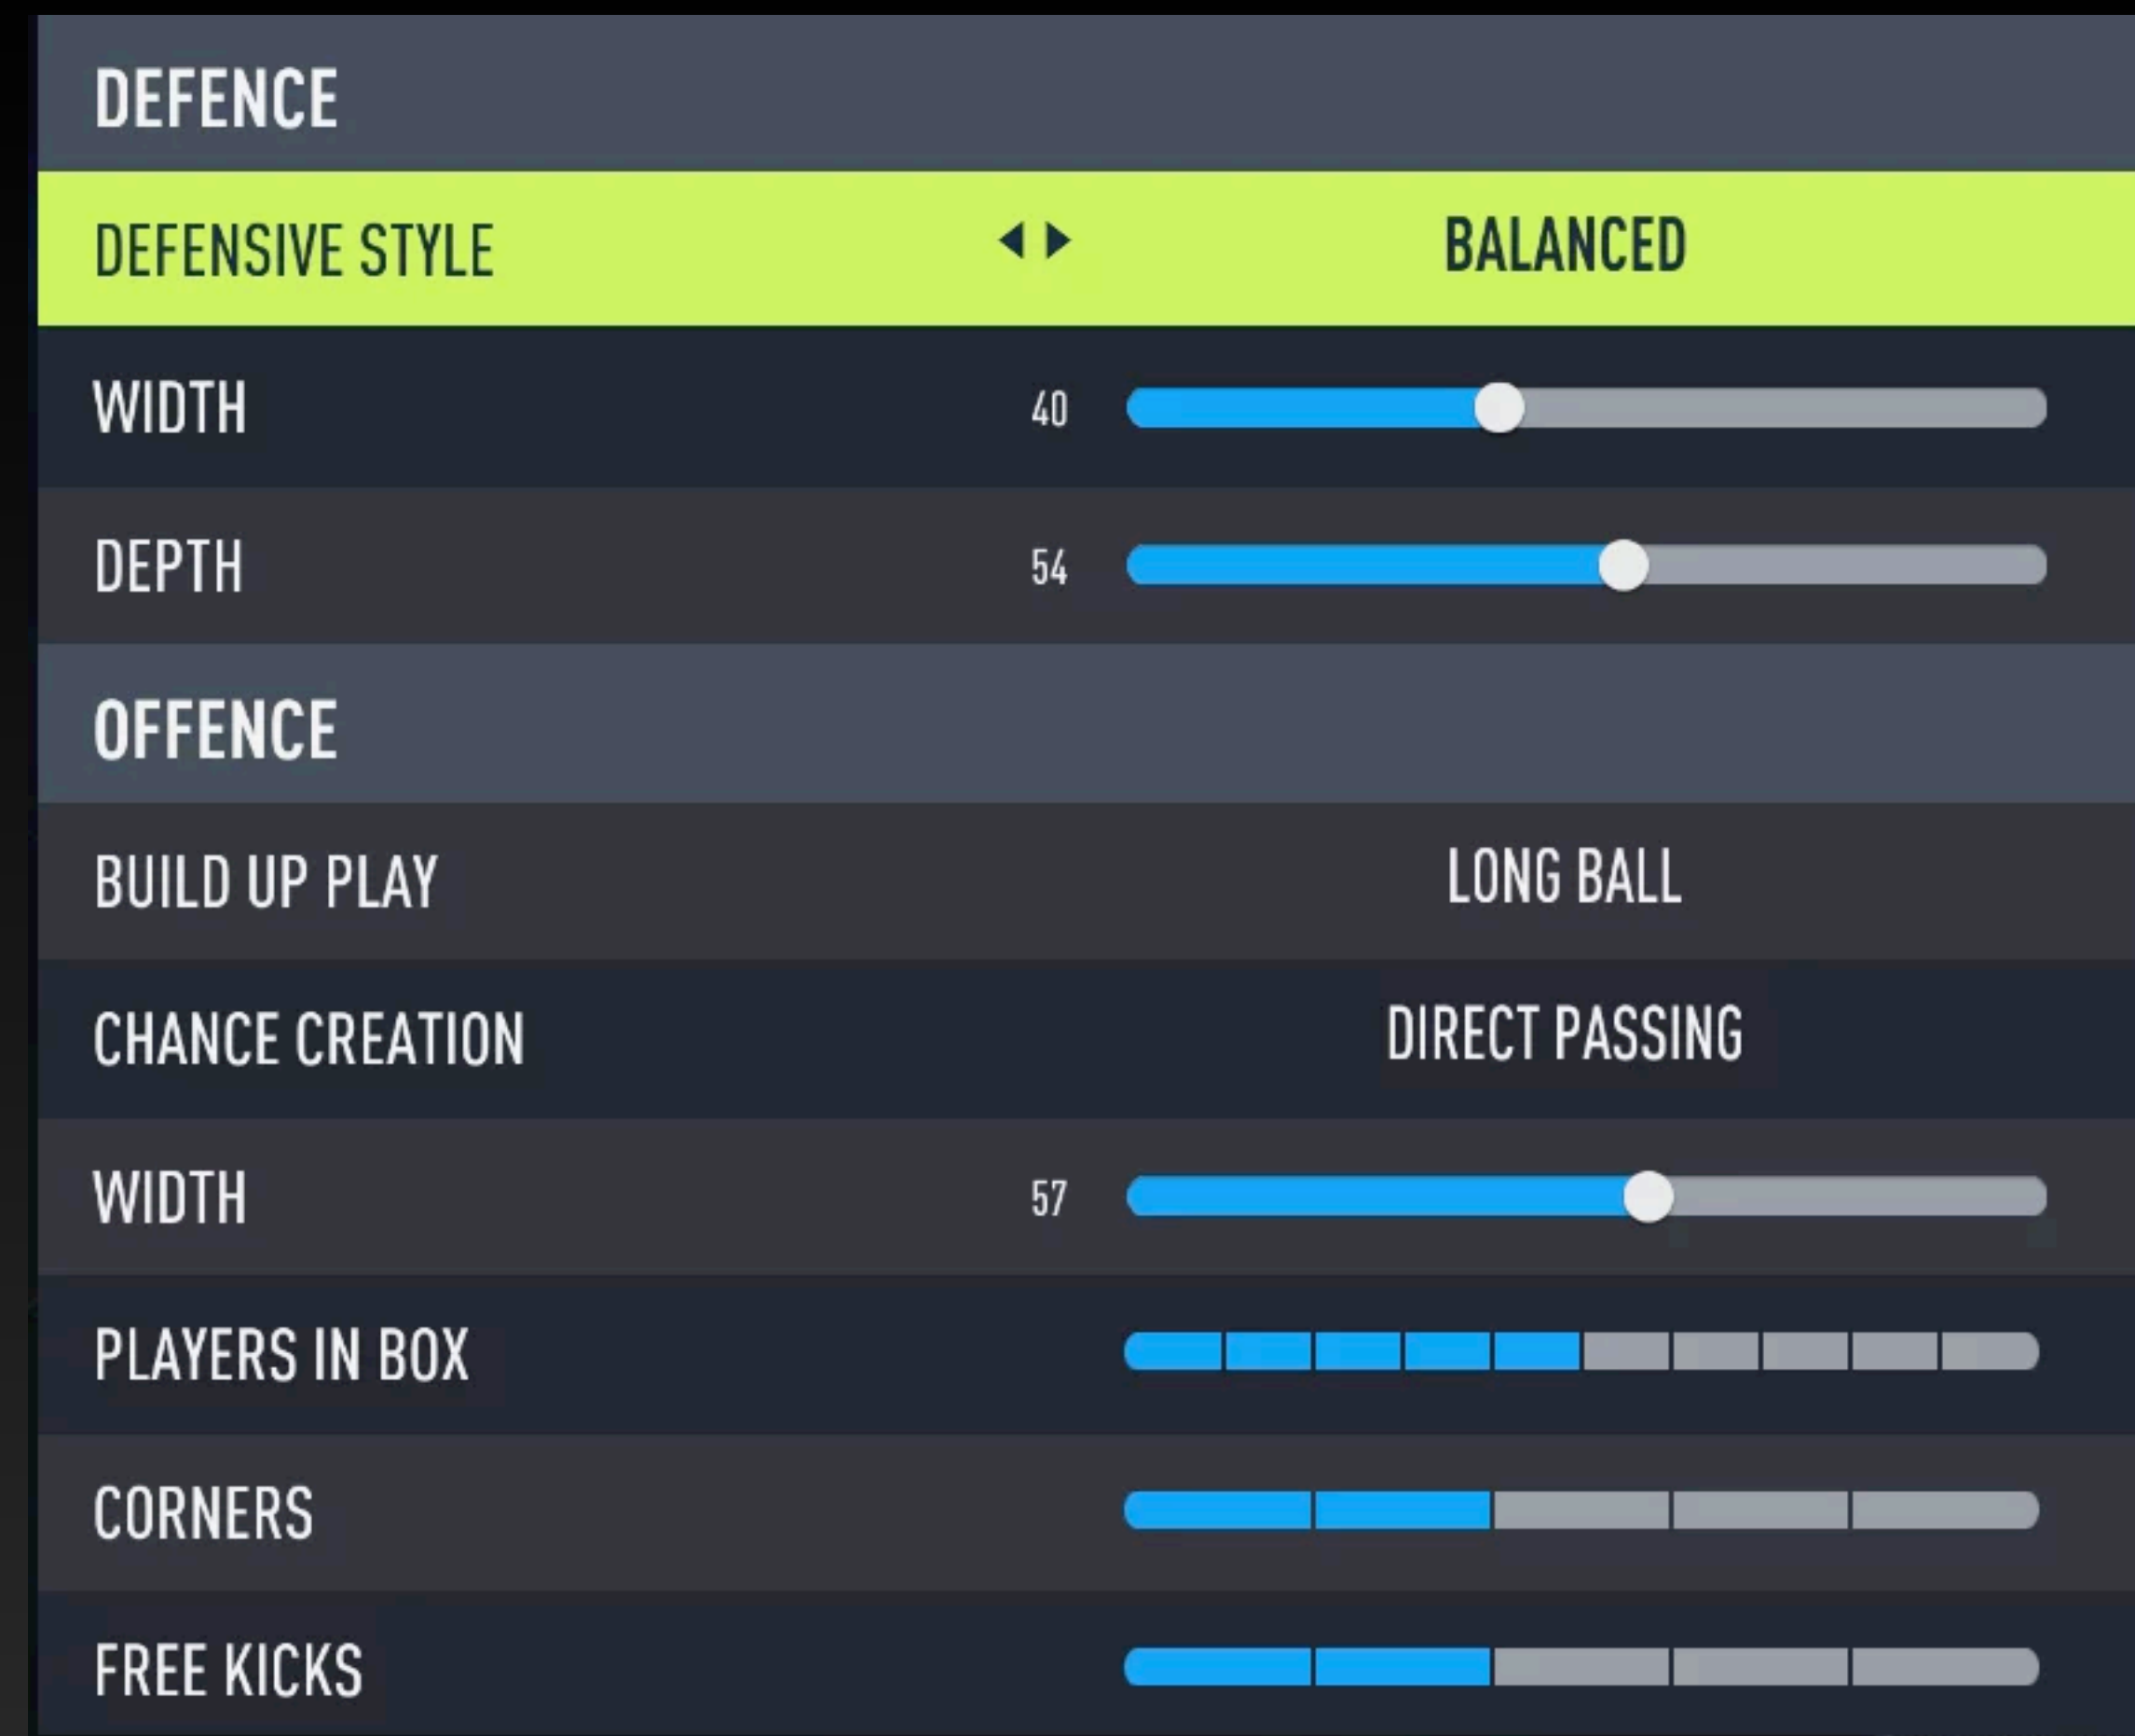 DEFENCE
DEFENSIVE STYLE BALANCED
WIDTH 40
DEPTH 54
OFFENCE
BUILD UP PLAY LONG BALL
CHANCE CREATION DIRECT PASSING
WIDTH 57
PLAYERS IN BOX
CORNERS
FREE KICKS